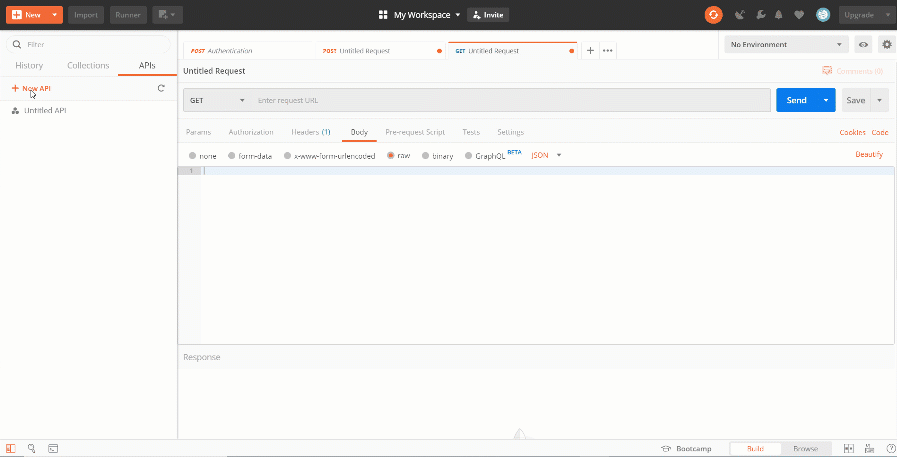 New Import Runner My Workspace Invite Upgrade
Filter
POST Authentication POST Untitled Request GET Untitled Request No Environment
History Collections APIs
Untitled Request Comments (0)
New API
GET Enter request URL Send Save
Untitled API
Params Authorization Headers (1) Body Pre-request Script Tests Settings Cookies Code
none form-data x-www-form-urlencoded raw binary GraphQL BETA JSON Beautify
1
Response
Bootcamp Build Browse